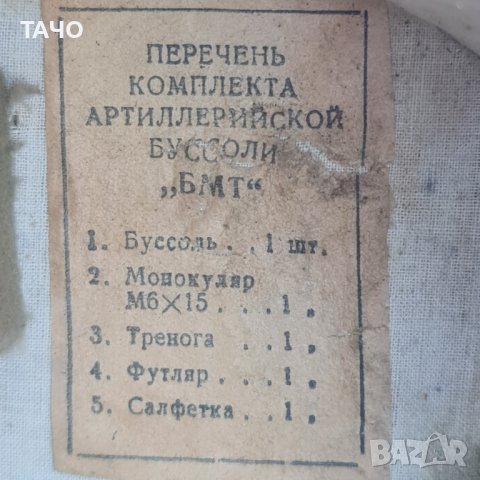 ТАЧО
ПЕРЕЧЕНЬ
КОМПЛЕКТА
АРТИЛЛЕРИЙСКОЙ
БУССОЛИ
„БМТ“
1. Буссоль . . 1 шт.
2. Монокуляр
М6×15 . . . 1 „
3. Тренога . . 1 „
4. Футляр . . . 1 „
5. Салфетка . . 1 „
BAZAR